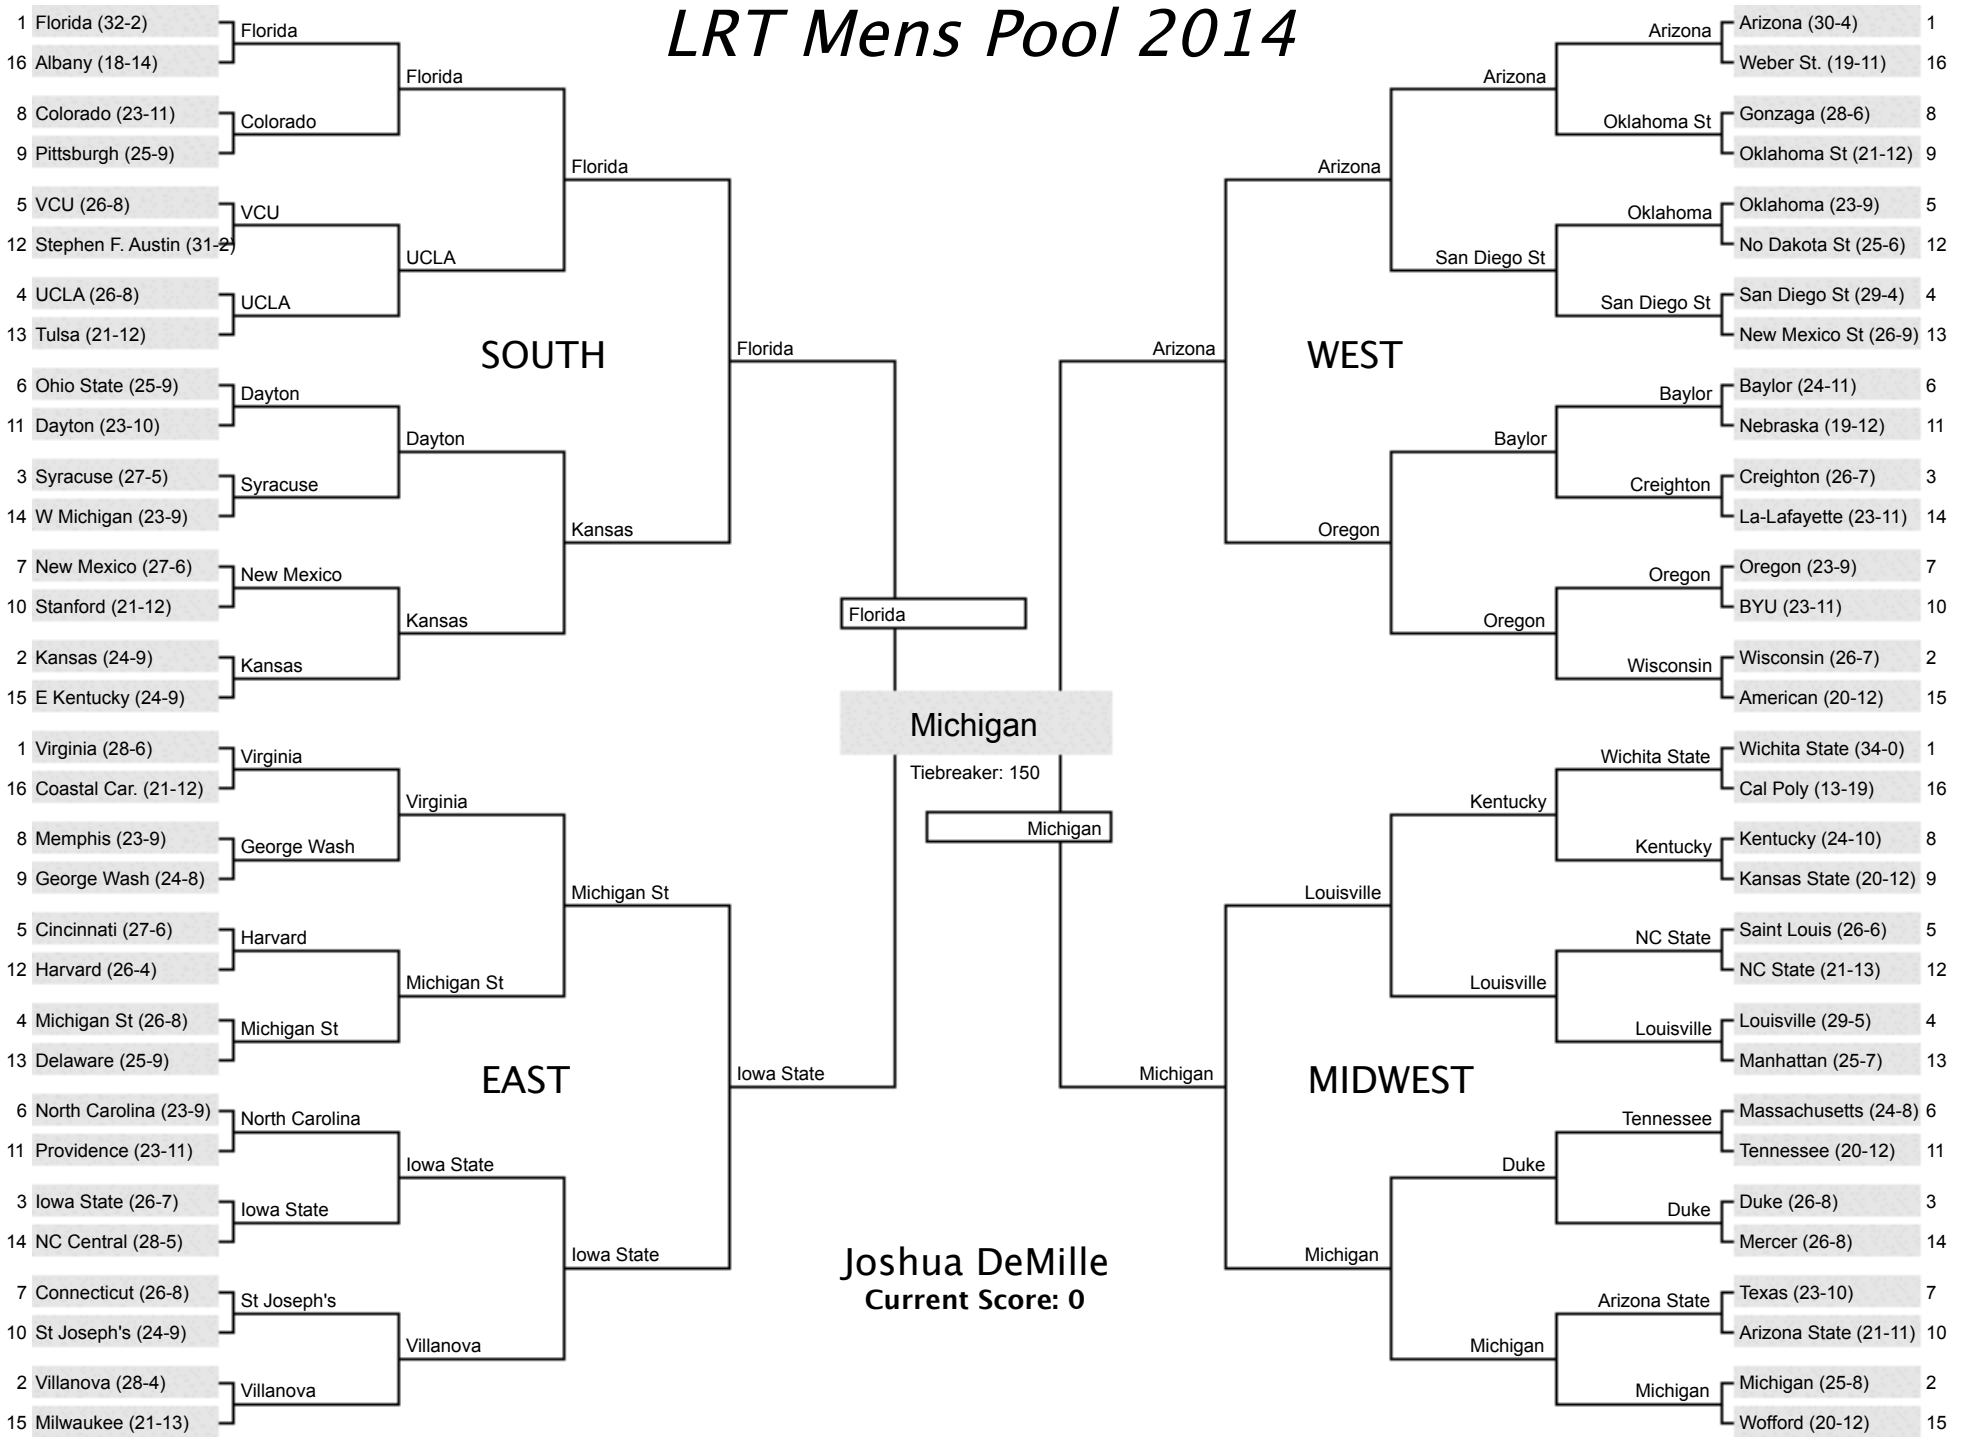 LRT Mens Pool 2014
1 Florida (32-2)
16 Albany (18-14)
8 Colorado (23-11)
9 Pittsburgh (25-9)
5 VCU (26-8)
12 Stephen F. Austin (31-2)
4 UCLA (26-8)
13 Tulsa (21-12)
6 Ohio State (25-9)
11 Dayton (23-10)
3 Syracuse (27-5)
14 W Michigan (23-9)
7 New Mexico (27-6)
10 Stanford (21-12)
2 Kansas (24-9)
15 E Kentucky (24-9)
Florida
Colorado
VCU
UCLA
Dayton
Syracuse
New Mexico
Kansas
Florida
UCLA
Dayton
Kansas
Florida
Kansas
SOUTH
Florida
1 Virginia (28-6)
16 Coastal Car. (21-12)
8 Memphis (23-9)
9 George Wash (24-8)
5 Cincinnati (27-6)
12 Harvard (26-4)
4 Michigan St (26-8)
13 Delaware (25-9)
6 North Carolina (23-9)
11 Providence (23-11)
3 Iowa State (26-7)
14 NC Central (28-5)
7 Connecticut (26-8)
10 St Joseph's (24-9)
2 Villanova (28-4)
15 Milwaukee (21-13)
Virginia
George Wash
Harvard
Michigan St
North Carolina
Iowa State
St Joseph's
Villanova
Virginia
Michigan St
Iowa State
Villanova
Michigan St
Iowa State
EAST
Iowa State
Florida
Michigan
Tiebreaker: 150
Michigan
Joshua DeMille
Current Score: 0
Arizona (30-4) 1
Weber St. (19-11) 16
Gonzaga (28-6) 8
Oklahoma St (21-12) 9
Oklahoma (23-9) 5
No Dakota St (25-6) 12
San Diego St (29-4) 4
New Mexico St (26-9) 13
Baylor (24-11) 6
Nebraska (19-12) 11
Creighton (26-7) 3
La-Lafayette (23-11) 14
Oregon (23-9) 7
BYU (23-11) 10
Wisconsin (26-7) 2
American (20-12) 15
Arizona
Oklahoma St
Oklahoma
San Diego St
Baylor
Creighton
Oregon
Wisconsin
Arizona
San Diego St
Baylor
Oregon
Arizona
Oregon
WEST
Arizona
Wichita State (34-0) 1
Cal Poly (13-19) 16
Kentucky (24-10) 8
Kansas State (20-12) 9
Saint Louis (26-6) 5
NC State (21-13) 12
Louisville (29-5) 4
Manhattan (25-7) 13
Massachusetts (24-8) 6
Tennessee (20-12) 11
Duke (26-8) 3
Mercer (26-8) 14
Texas (23-10) 7
Arizona State (21-11) 10
Michigan (25-8) 2
Wofford (20-12) 15
Wichita State
Kentucky
NC State
Louisville
Tennessee
Duke
Arizona State
Michigan
Kentucky
Louisville
Duke
Michigan
Louisville
Michigan
MIDWEST
Michigan